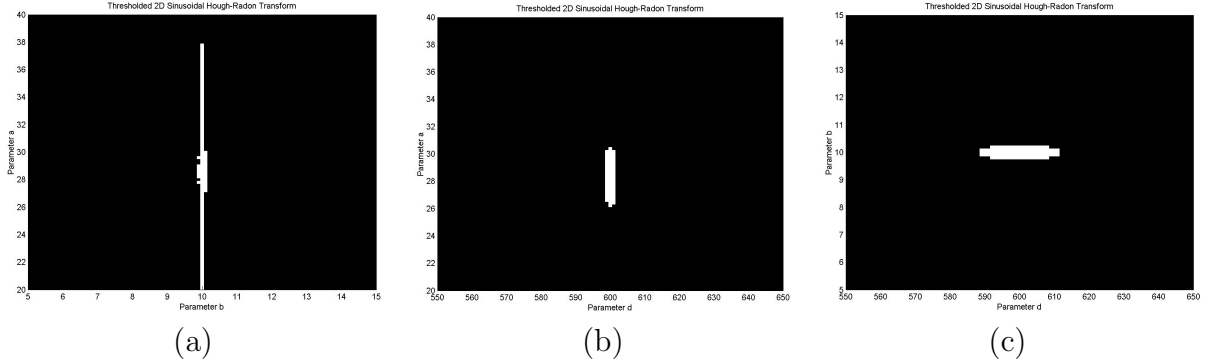 Thresholded 2D Sinusoidal Hough-Radon Transform
Parameter a
40
38
36
34
32
30
28
26
24
22
20
5 6 7 8 9 10 11 12 13 14 15
Parameter b
(a)
Thresholded 2D Sinusoidal Hough-Radon Transform
Parameter a
40
38
36
34
32
30
28
26
24
22
20
550 560 570 580 590 600 610 620 630 640 650
Parameter d
(b)
Thresholded 2D Sinusoidal Hough-Radon Transform
Parameter b
15
14
13
12
11
10
9
8
7
6
5
550 560 570 580 590 600 610 620 630 640 650
Parameter d
(c)